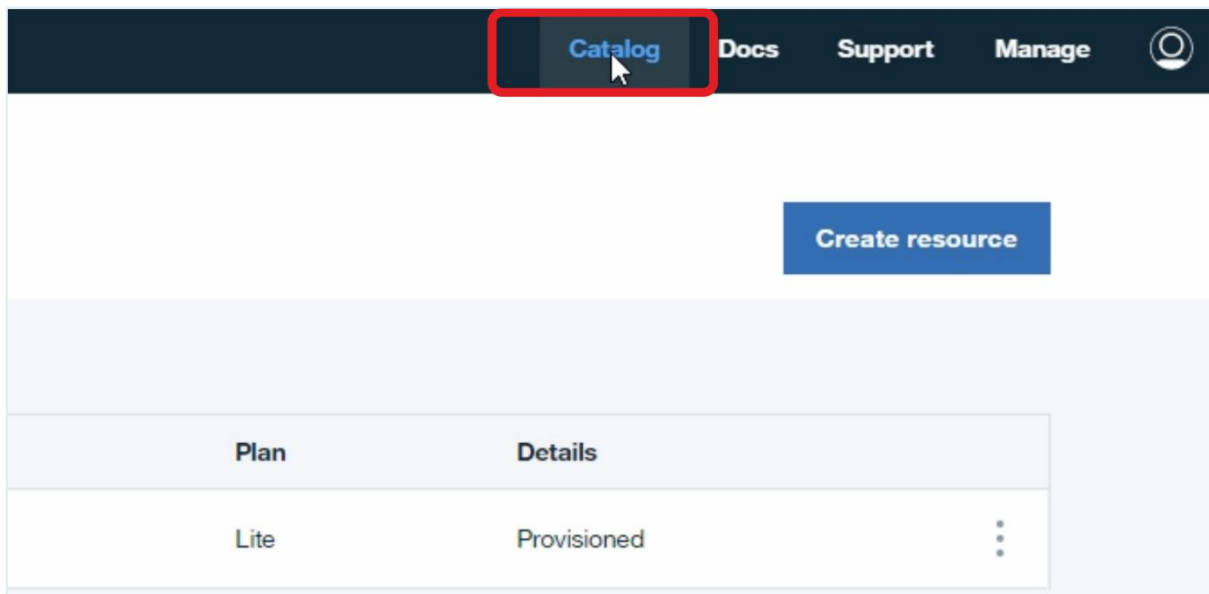 Catalog Docs Support Manage
Create resource
Plan Details
Lite Provisioned